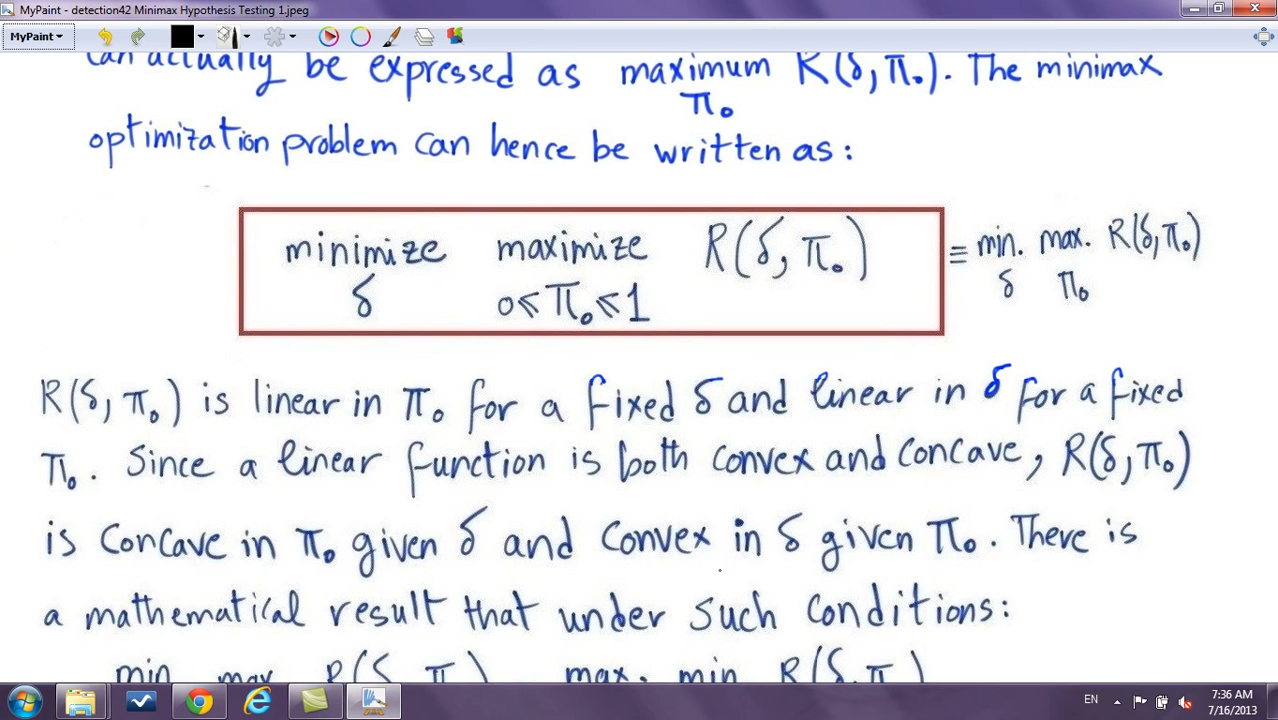 MyPaint - detection42 Minimax Hypothesis Testing 1.jpeg
MyPaint
can actually be expressed as maximum R(δ, π₀). The minimax
π₀
optimization problem can hence be written as:
minimize maximize R(δ, π₀) ≡ min. max. R(δ, π₀)
δ 0≤π₀≤1 δ π₀
R(δ, π₀) is linear in π₀ for a fixed δ and linear in δ for a fixed
π₀. Since a linear function is both convex and concave, R(δ, π₀)
is concave in π₀ given δ and convex in δ given π₀. There is
a mathematical result that under such conditions:
min max R(δ, π ) max. min R(δ, π )
EN
7:36 AM
7/16/2013